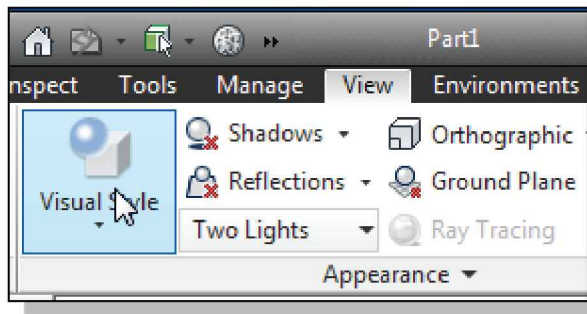 Part1
nspect Tools Manage View Environments
Shadows Orthographic
Reflections Ground Plane
Visual Style
Two Lights Ray Tracing
Appearance